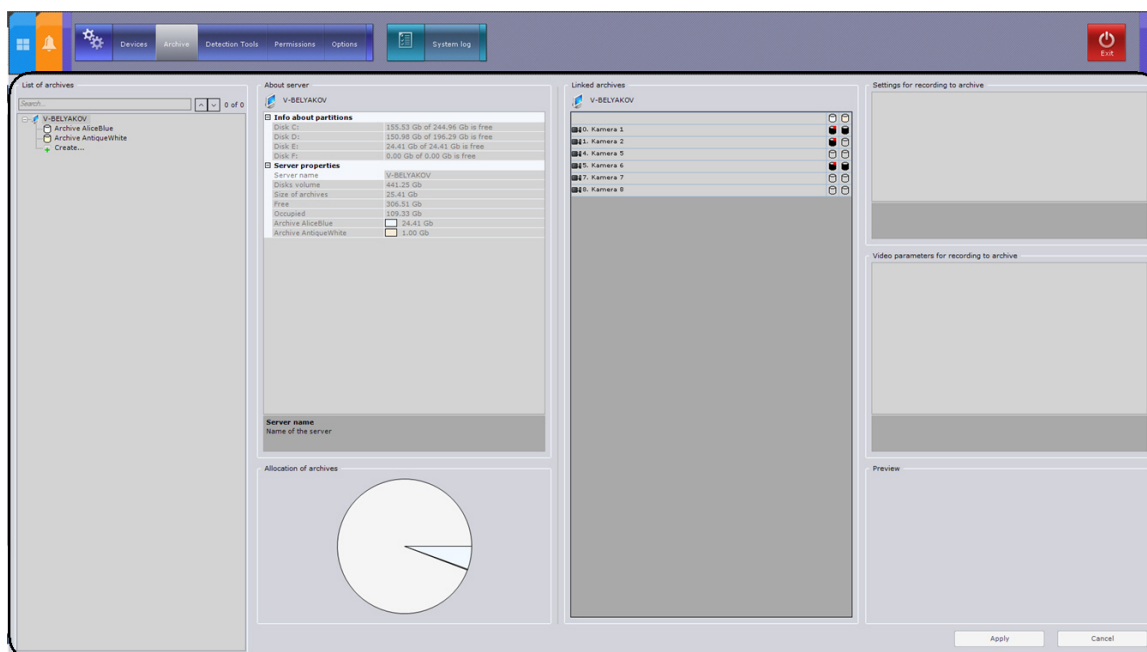 Devices
Archive
Detection Tools
Permissions
Options
System log
Exit
List of archives
Search...
0 of 0
V-BELYAKOV
Archive AliceBlue
Archive AntiqueWhite
Create...
About server
V-BELYAKOV
Info about partitions
Disk C: 155.53 Gb of 244.96 Gb is free
Disk D: 150.98 Gb of 196.29 Gb is free
Disk E: 24.41 Gb of 24.41 Gb is free
Disk F: 0.00 Gb of 0.00 Gb is free
Server properties
Server name V-BELYAKOV
Disks volume 441.25 Gb
Size of archives 25.41 Gb
Free 306.51 Gb
Occupied 109.33 Gb
Archive AliceBlue 24.41 Gb
Archive AntiqueWhite 1.00 Gb
Server name
Name of the server
Allocation of archives
Linked archives
V-BELYAKOV
0. Kamera 1
1. Kamera 2
4. Kamera 5
5. Kamera 6
7. Kamera 7
8. Kamera 8
Settings for recording to archive
Video parameters for recording to archive
Preview
Apply
Cancel